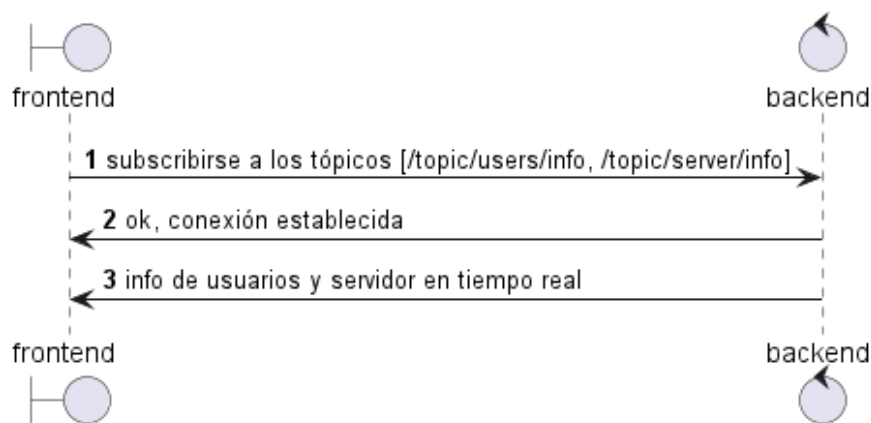 frontend
backend
1 subscribirse a los tópicos [/topic/users/info, /topic/server/info]
2 ok, conexión establecida
3 info de usuarios y servidor en tiempo real
frontend
backend